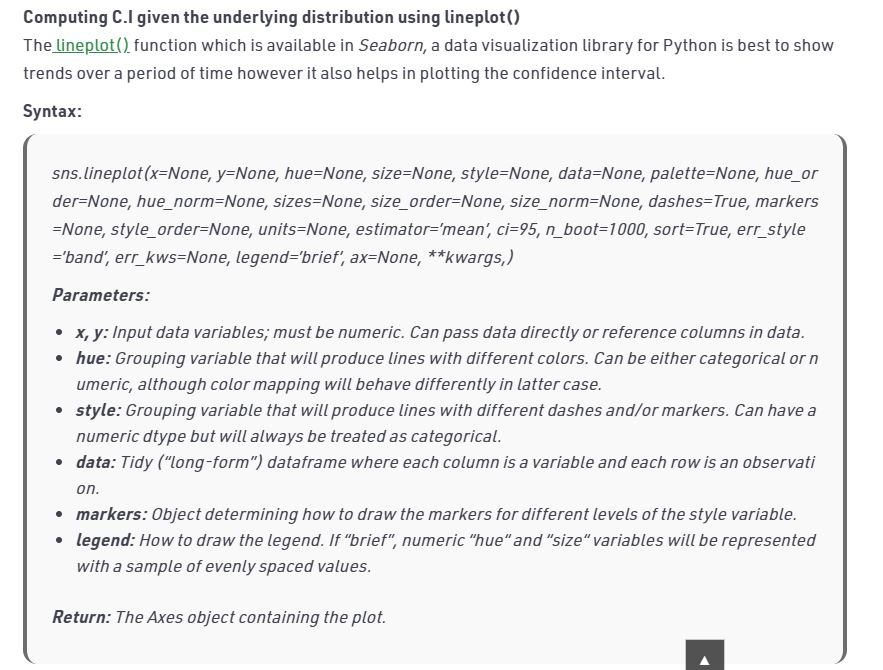 Computing C.I given the underlying distribution using lineplot()
The lineplot() function which is available in Seaborn, a data visualization library for Python is best to show
trends over a period of time however it also helps in plotting the confidence interval.
Syntax:
sns.lineplot(x=None, y=None, hue=None, size=None, style=None, data=None, palette=None, hue_or
der=None, hue_norm=None, sizes=None, size_order=None, size_norm=None, dashes=True, markers
=None, style_order=None, units=None, estimator=’mean’, ci=95, n_boot=1000, sort=True, err_style
=’band’, err_kws=None, legend=’brief’, ax=None, **kwargs,)
Parameters:
• x, y: Input data variables; must be numeric. Can pass data directly or reference columns in data.
• hue: Grouping variable that will produce lines with different colors. Can be either categorical or n
umeric, although color mapping will behave differently in latter case.
• style: Grouping variable that will produce lines with different dashes and/or markers. Can have a
numeric dtype but will always be treated as categorical.
• data: Tidy (“long-form”) dataframe where each column is a variable and each row is an observati
on.
• markers: Object determining how to draw the markers for different levels of the style variable.
• legend: How to draw the legend. If “brief”, numeric “hue“ and “size“ variables will be represented
with a sample of evenly spaced values.
Return: The Axes object containing the plot.
▲